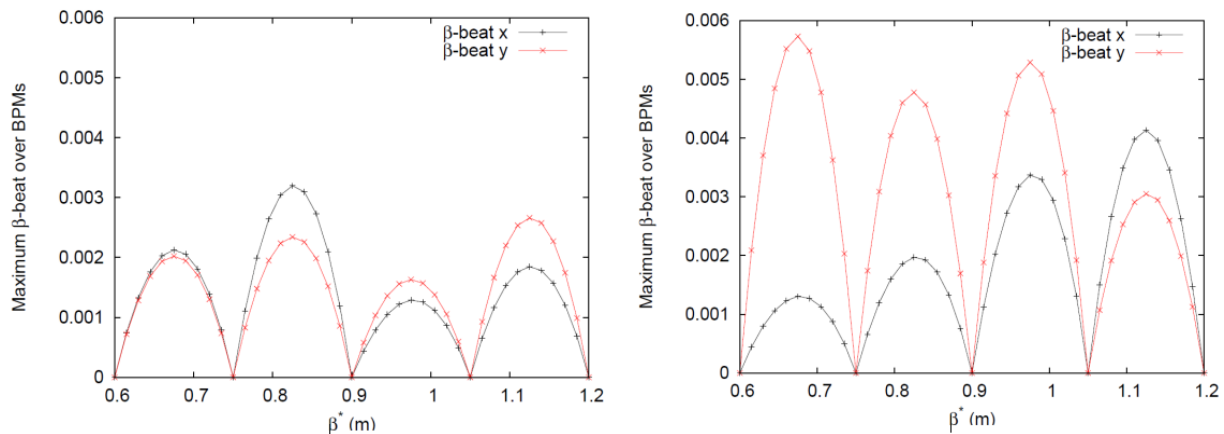 0.006
0.005
0.004
0.003
0.002
0.001
0
Maximum β-beat over BPMs
β-beat x
β-beat y
0.6 0.7 0.8 0.9 1 1.1 1.2
β* (m)
0.006
0.005
0.004
0.003
0.002
0.001
0
Maximum β-beat over BPMs
β-beat x
β-beat y
0.6 0.7 0.8 0.9 1 1.1 1.2
β* (m)